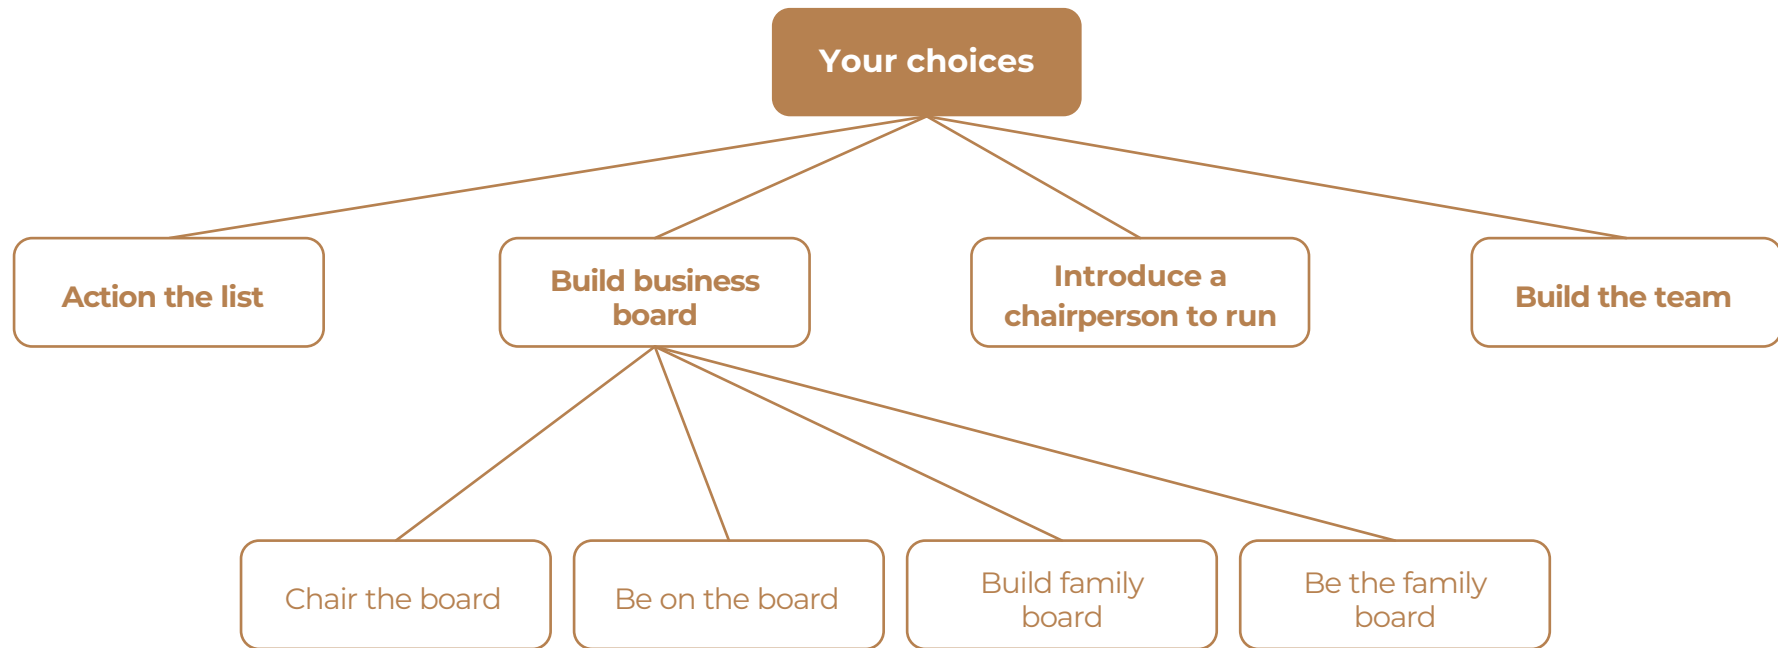 Your choices
Action the list
Build business
board
Introduce a
chairperson to run
Build the team
Chair the board
Be on the board
Build family
board
Be the family
board